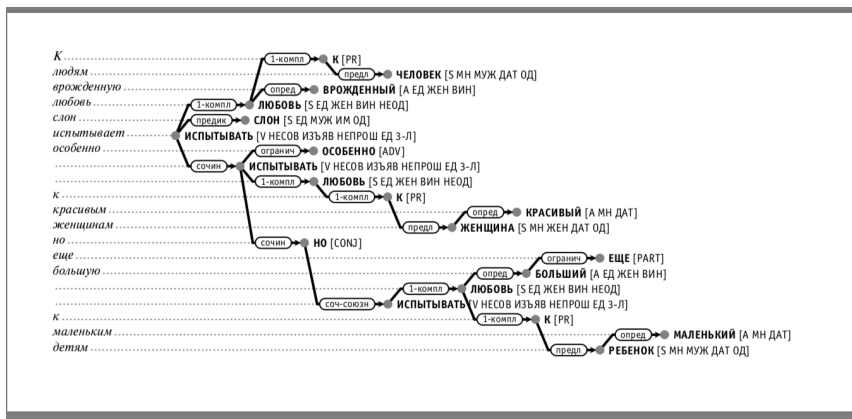 К 1-компл К [PR]
людям предл ЧЕЛОВЕК [S МН МУЖ ДАТ ОД]
врожденную опред ВРОЖДЕННЫЙ [A ЕД ЖЕН ВИН]
любовь 1-компл ЛЮБОВЬ [S ЕД ЖЕН ВИН НЕОД]
слон предик СЛОН [S ЕД МУЖ ИМ ОД]
испытывает ИСПЫТЫВАТЬ [V НЕСОВ ИЗЪЯВ НЕПРОШ ЕД 3-Л]
особенно огранич ОСОБЕННО [ADV]
сочин ИСПЫТЫВАТЬ [V НЕСОВ ИЗЪЯВ НЕПРОШ ЕД 3-Л]
1-компл ЛЮБОВЬ [S ЕД ЖЕН ВИН НЕОД]
к 1-компл К [PR]
красивым опред КРАСИВЫЙ [A МН ДАТ]
женщинам предл ЖЕНЩИНА [S МН ЖЕН ДАТ ОД]
но сочин НО [CONJ]
еще огранич ЕЩЕ [PART]
большую опред БОЛЬШИЙ [A ЕД ЖЕН ВИН]
1-компл ЛЮБОВЬ [S ЕД ЖЕН ВИН НЕОД]
соч-союзн ИСПЫТЫВАТЬ [V НЕСОВ ИЗЪЯВ НЕПРОШ ЕД 3-Л]
к 1-компл К [PR]
маленьким опред МАЛЕНЬКИЙ [A МН ДАТ]
детям предл РЕБЕНОК [S МН МУЖ ДАТ ОД]